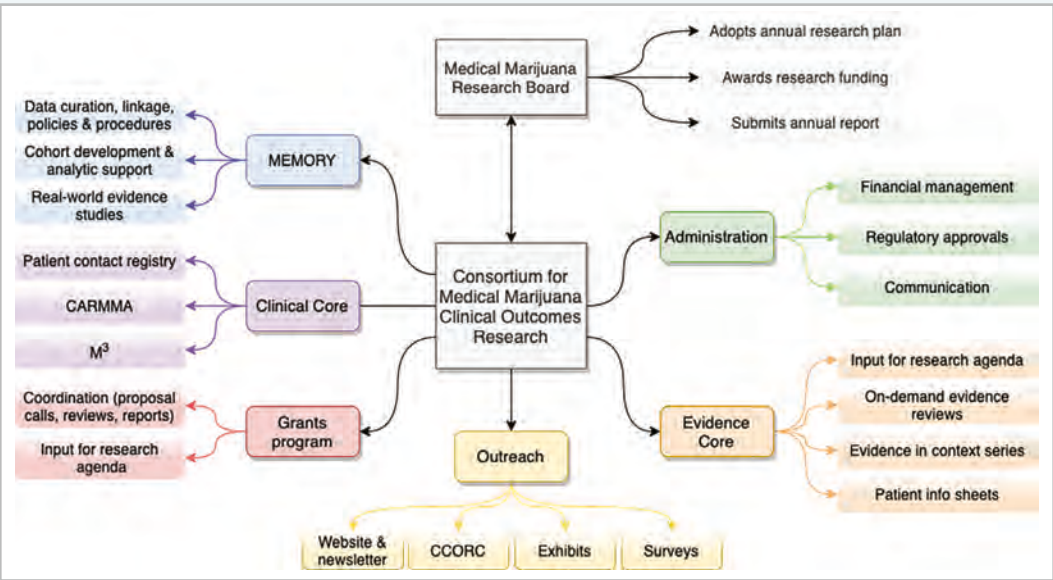 Medical Marijuana
Research Board
Adopts annual research plan
Awards research funding
Submits annual report
Data curation, linkage,
policies & procedures
Cohort development &
analytic support
Real-world evidence
studies
MEMORY
Patient contact registry
CARMMA
M³
Clinical Core
Coordination (proposal
calls, reviews, reports)
Input for research
agenda
Grants
program
Consortium for
Medical Marijuana
Clinical Outcomes
Research
Administration
Financial management
Regulatory approvals
Communication
Evidence
Core
Input for research agenda
On-demand evidence
reviews
Evidence in context series
Patient info sheets
Outreach
Website &
newsletter
CCORC
Exhibits
Surveys